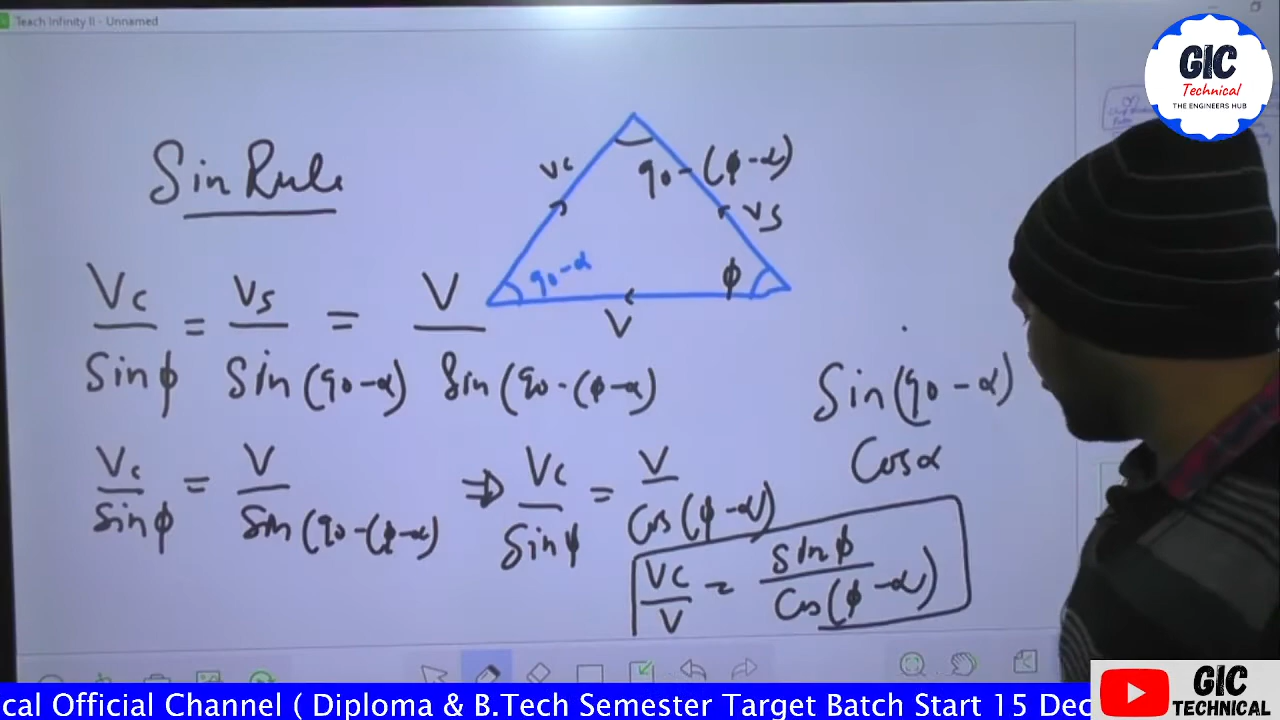 Teach Infinity II - Unnamed
GIC
Technical
THE ENGINEERS HUB
Sin Rule
Vc
90-(ϕ-α)
Vs
90-α
ϕ
V
Vc/Sinϕ = Vs/Sin(90-α) = V/Sin(90-(ϕ-α)
Sin(90-α)
Cosα
Vc/Sinϕ = V/Sin(90-(ϕ-α) ⇒ Vc/Sinϕ = V/Cos(ϕ-α)
Vc/V = Sinϕ/Cos(ϕ-α)
cal Official Channel ( Diploma & B.Tech Semester Target Batch Start 15 Dec
GIC
TECHNICAL